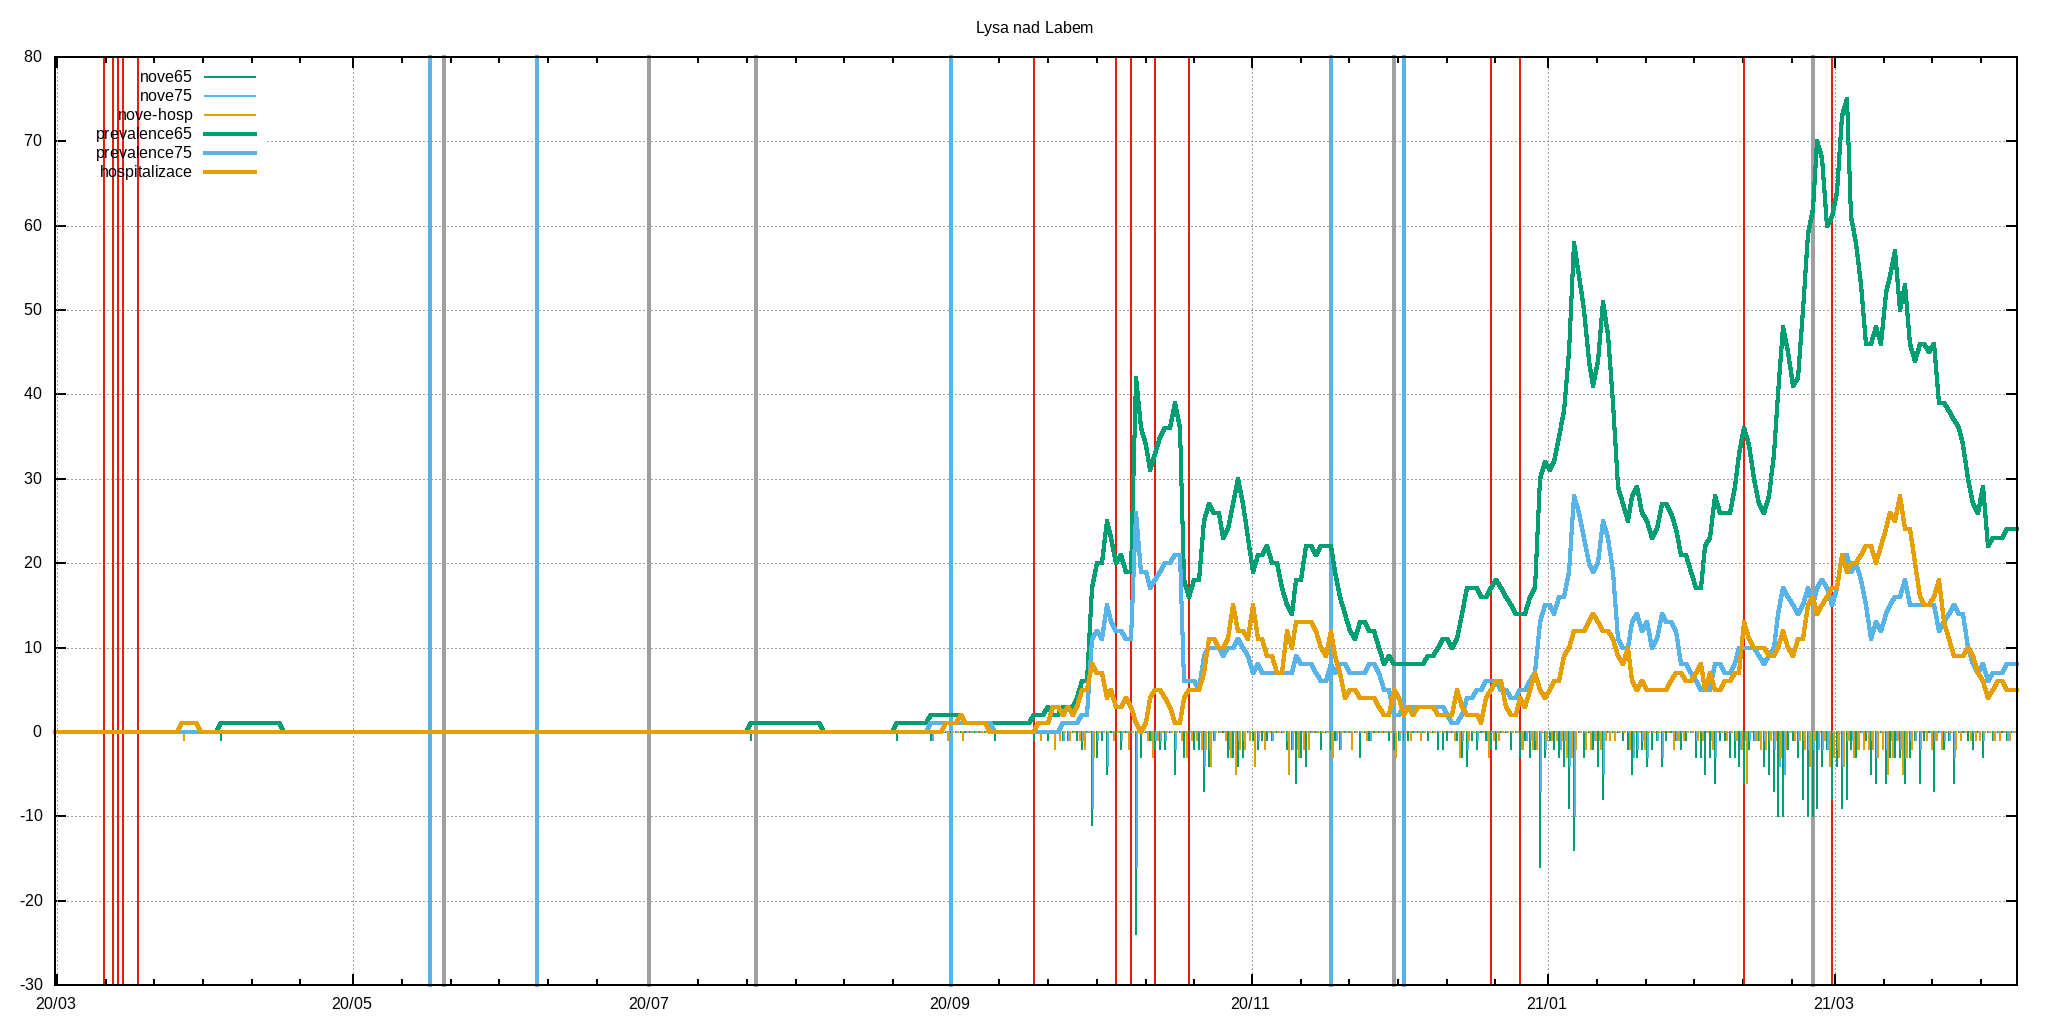 Lysa nad Labem
80
70
60
50
40
30
20
10
0
-10
-20
-30
nove65
nove75
nove-hosp
prevalence65
prevalence75
hospitalizace
20/03 20/05 20/07 20/09 20/11 21/01 21/03